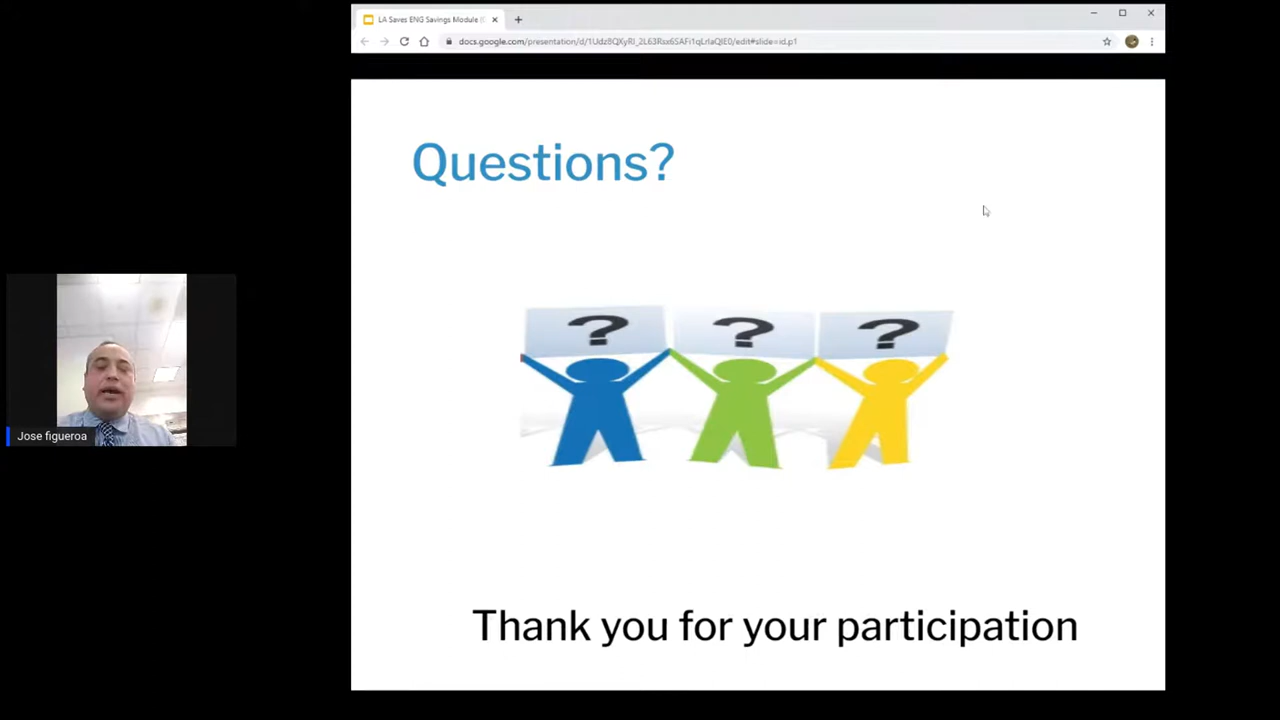 LA Saves ENG Savings Module
Questions?
? ? ?
Jose figueroa
Thank you for your participation